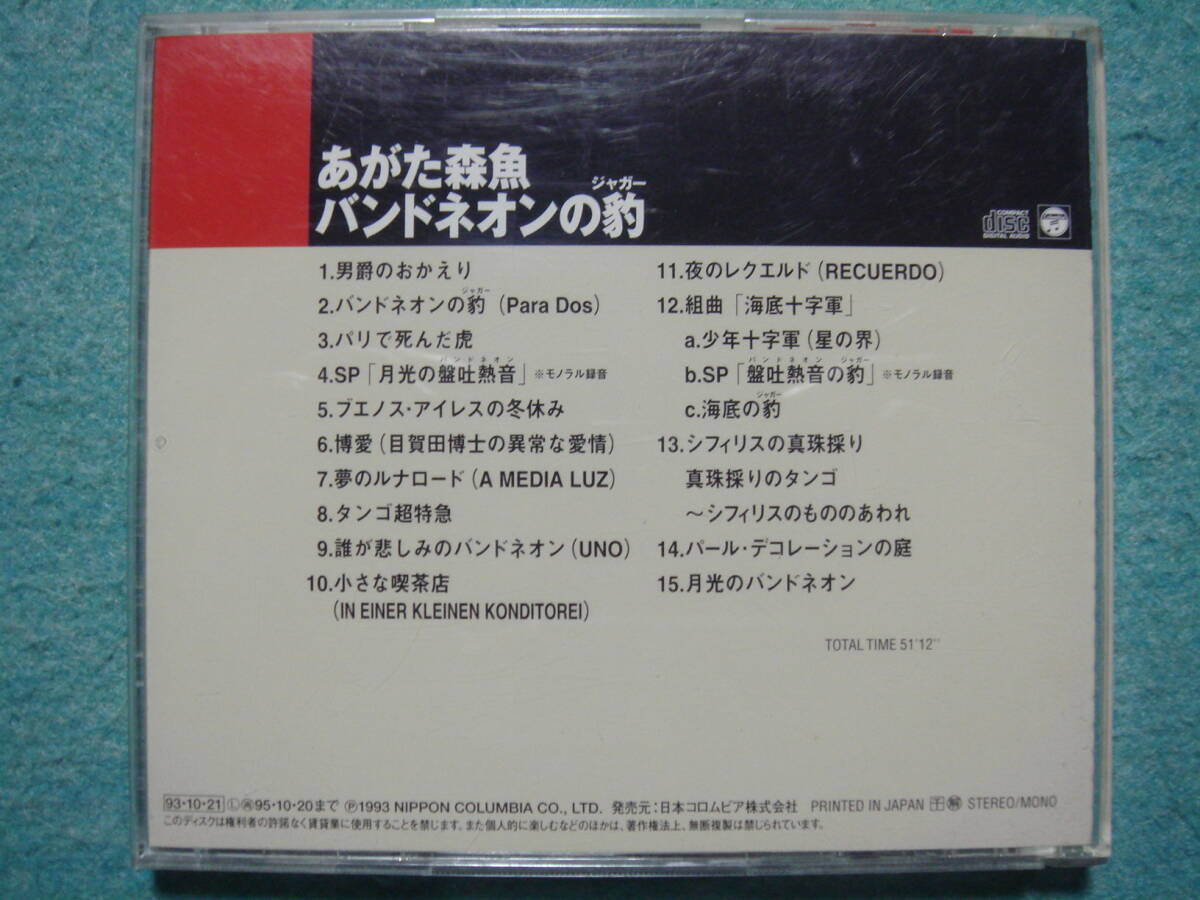 あがた森魚
ジャガー
バンドネオンの豹
COMPACT
disc
DIGITAL AUDIO
1.男爵のおかえり
ジャガー
2.バンドネオンの豹 (Para Dos)
3.パリで死んだ虎
バンドネオン
4.SP「月光の盤吐熱音」※モノラル録音
5.ブエノス・アイレスの冬休み
6.博愛(目賀田博士の異常な愛情)
7.夢のルナロード(A MEDIA LUZ)
8.タンゴ超特急
9.誰が悲しみのバンドネオン(UNO)
10.小さな喫茶店
(IN EINER KLEINEN KONDITOREI)
11.夜のレクエルド(RECUERDO)
12.組曲「海底十字軍」
a.少年十字軍(星の界)
バンドネオン ジャガー
b.SP「盤吐熱音の豹」※モノラル録音
ジャガー
c.海底の豹
13.シフィリスの真珠採り
真珠採りのタンゴ
〜シフィリスのもののあわれ
14.パール・デコレーションの庭
15.月光のバンドネオン
TOTAL TIME 51'12"
93・10・21 Ⓛ㋮95・10・20まで Ⓟ1993 NIPPON COLUMBIA CO., LTD. 発売元:日本コロムビア株式会社 PRINTED IN JAPAN STEREO/MONO
このディスクは権利者の許諾なく賃貸業に使用することを禁じます。また個人的に楽しむなどのほかは、著作権法上、無断複製は禁じられています。